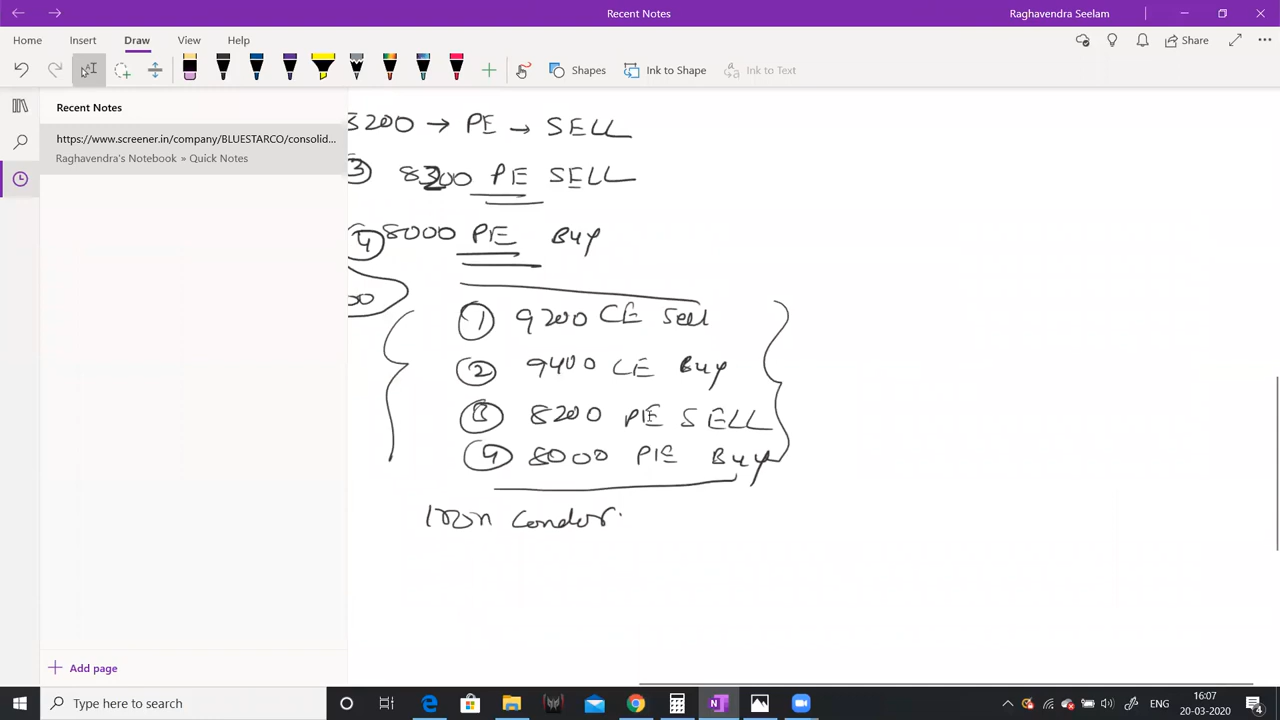 Recent Notes
Raghavendra Seelam
Home Insert Draw View Help
Share
Shapes
Ink to Shape
Ink to Text
Recent Notes
https://www.screener.in/company/BLUESTARCO/consolid...
Raghavendra's Notebook » Quick Notes
3200 → PE → SELL
③ 8200 PE SELL
④ 8000 PE Buy
00
① 9200 CE Sell
② 9400 CE Buy
③ 8200 PE SELL
④ 8000 PE Buy
Iron Condor.
Add page
Type here to search
16:07
20-03-2020
4